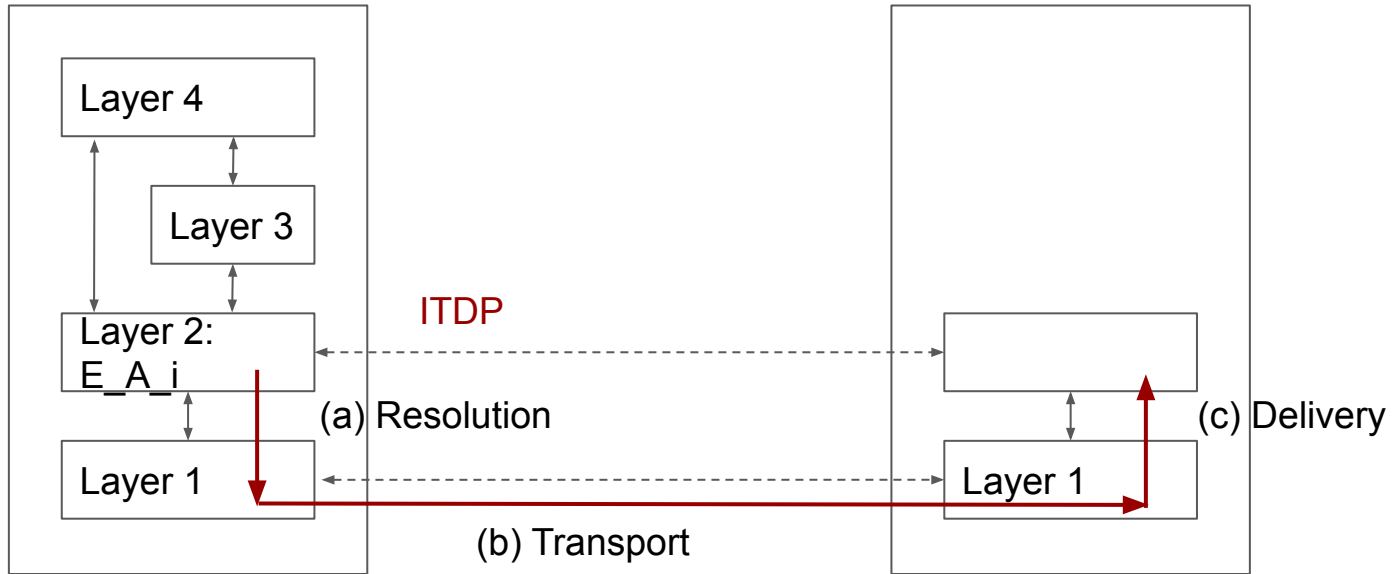 Layer 4
Layer 3
Layer 2:
E_A_i
ITDP
(a) Resolution
(c) Delivery
Layer 1
Layer 1
(b) Transport